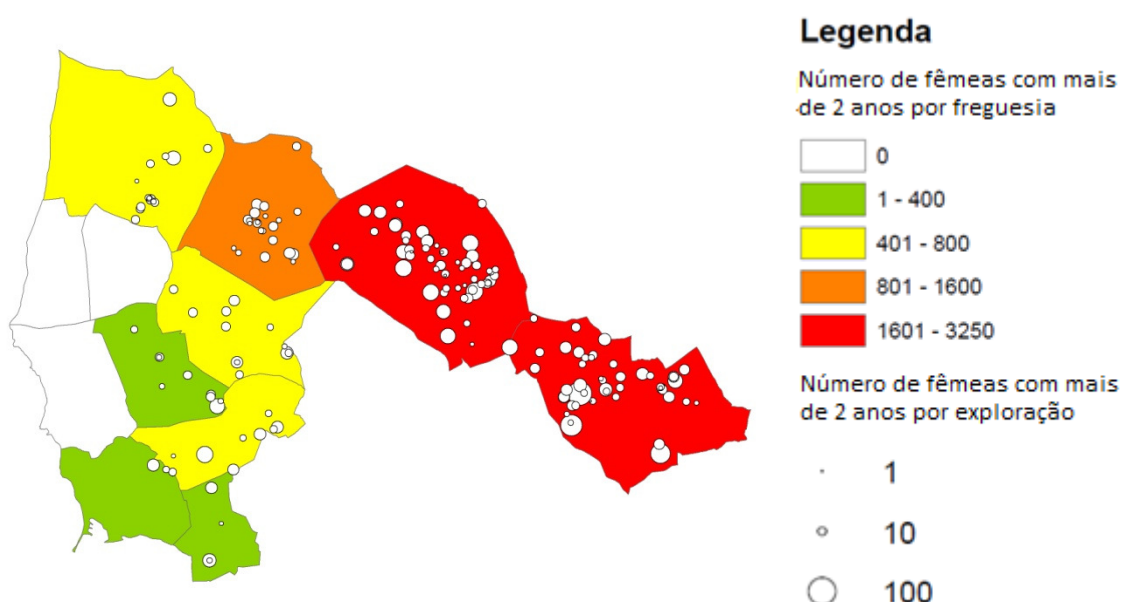 Legenda
Número de fêmeas com mais
de 2 anos por freguesia
0
1 - 400
401 - 800
801 - 1600
1601 - 3250
Número de fêmeas com mais
de 2 anos por exploração
1
10
100